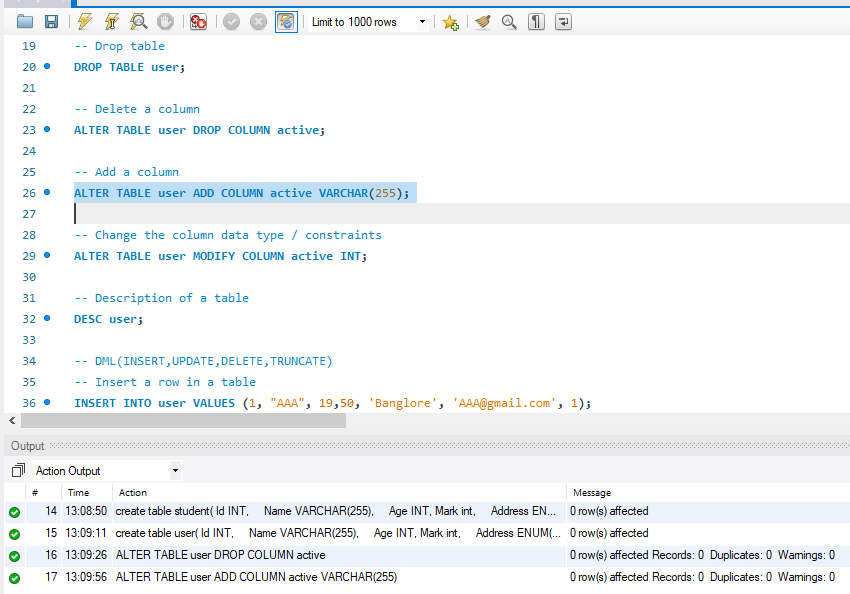 Limit to 1000 rows
19 -- Drop table
20 DROP TABLE user;
21
22 -- Delete a column
23 ALTER TABLE user DROP COLUMN active;
24
25 -- Add a column
26 ALTER TABLE user ADD COLUMN active VARCHAR(255);
27
28 -- Change the column data type / constraints
29 ALTER TABLE user MODIFY COLUMN active INT;
30
31 -- Description of a table
32 DESC user;
33
34 -- DML(INSERT,UPDATE,DELETE,TRUNCATE)
35 -- Insert a row in a table
36 INSERT INTO user VALUES (1, "AAA", 19,50, 'Banglore', 'AAA@gmail.com', 1);
Output
Action Output
# Time Action Message
14 13:08:50 create table student( Id INT, Name VARCHAR(255), Age INT, Mark int, Address EN... 0 row(s) affected
15 13:09:11 create table user( Id INT, Name VARCHAR(255), Age INT, Mark int, Address ENUM(... 0 row(s) affected
16 13:09:26 ALTER TABLE user DROP COLUMN active 0 row(s) affected Records: 0 Duplicates: 0 Warnings: 0
17 13:09:56 ALTER TABLE user ADD COLUMN active VARCHAR(255) 0 row(s) affected Records: 0 Duplicates: 0 Warnings: 0